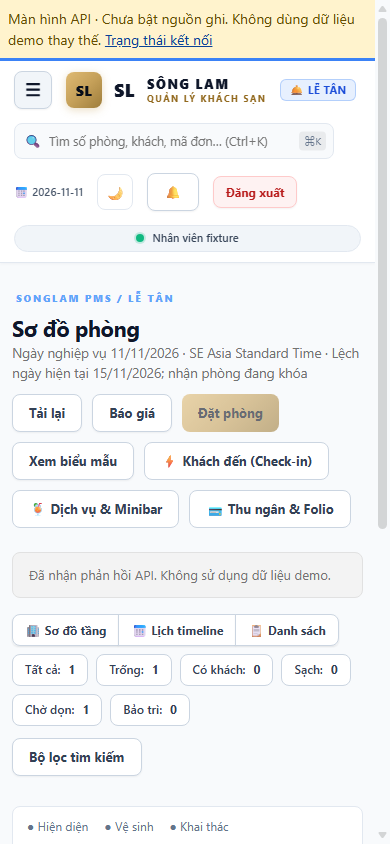 Màn hình API · Chưa bật nguồn ghi. Không dùng dữ liệu
demo thay thế. Trạng thái kết nối
SL SL SÔNG LAM
QUẢN LÝ KHÁCH SẠN
LỄ TÂN
Tìm số phòng, khách, mã đơn... (Ctrl+K) ⌘K
2026-11-11 Đăng xuất
Nhân viên fixture
SONGLAM PMS / LỄ TÂN
Sơ đồ phòng
Ngày nghiệp vụ 11/11/2026 · SE Asia Standard Time · Lệch
ngày hiện tại 15/11/2026; nhận phòng đang khóa
Tải lại Báo giá Đặt phòng
Xem biểu mẫu Khách đến (Check-in)
Dịch vụ & Minibar Thu ngân & Folio
Đã nhận phản hồi API. Không sử dụng dữ liệu demo.
Sơ đồ tầng Lịch timeline Danh sách
Tất cả: 1 Trống: 1 Có khách: 0 Sạch: 0
Chờ dọn: 1 Bảo trì: 0
Bộ lọc tìm kiếm
Hiện diện Vệ sinh Khai thác